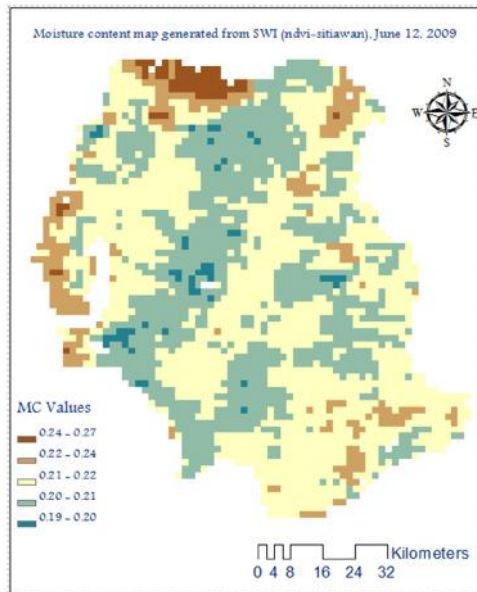 Moisture content map generated from SWI (ndvi-sitiawan), June 12, 2009
N
W E
S
MC Values
0.24 - 0.27
0.22 - 0.24
0.21 - 0.22
0.20 - 0.21
0.19 - 0.20
Kilometers
0 4 8 16 24 32